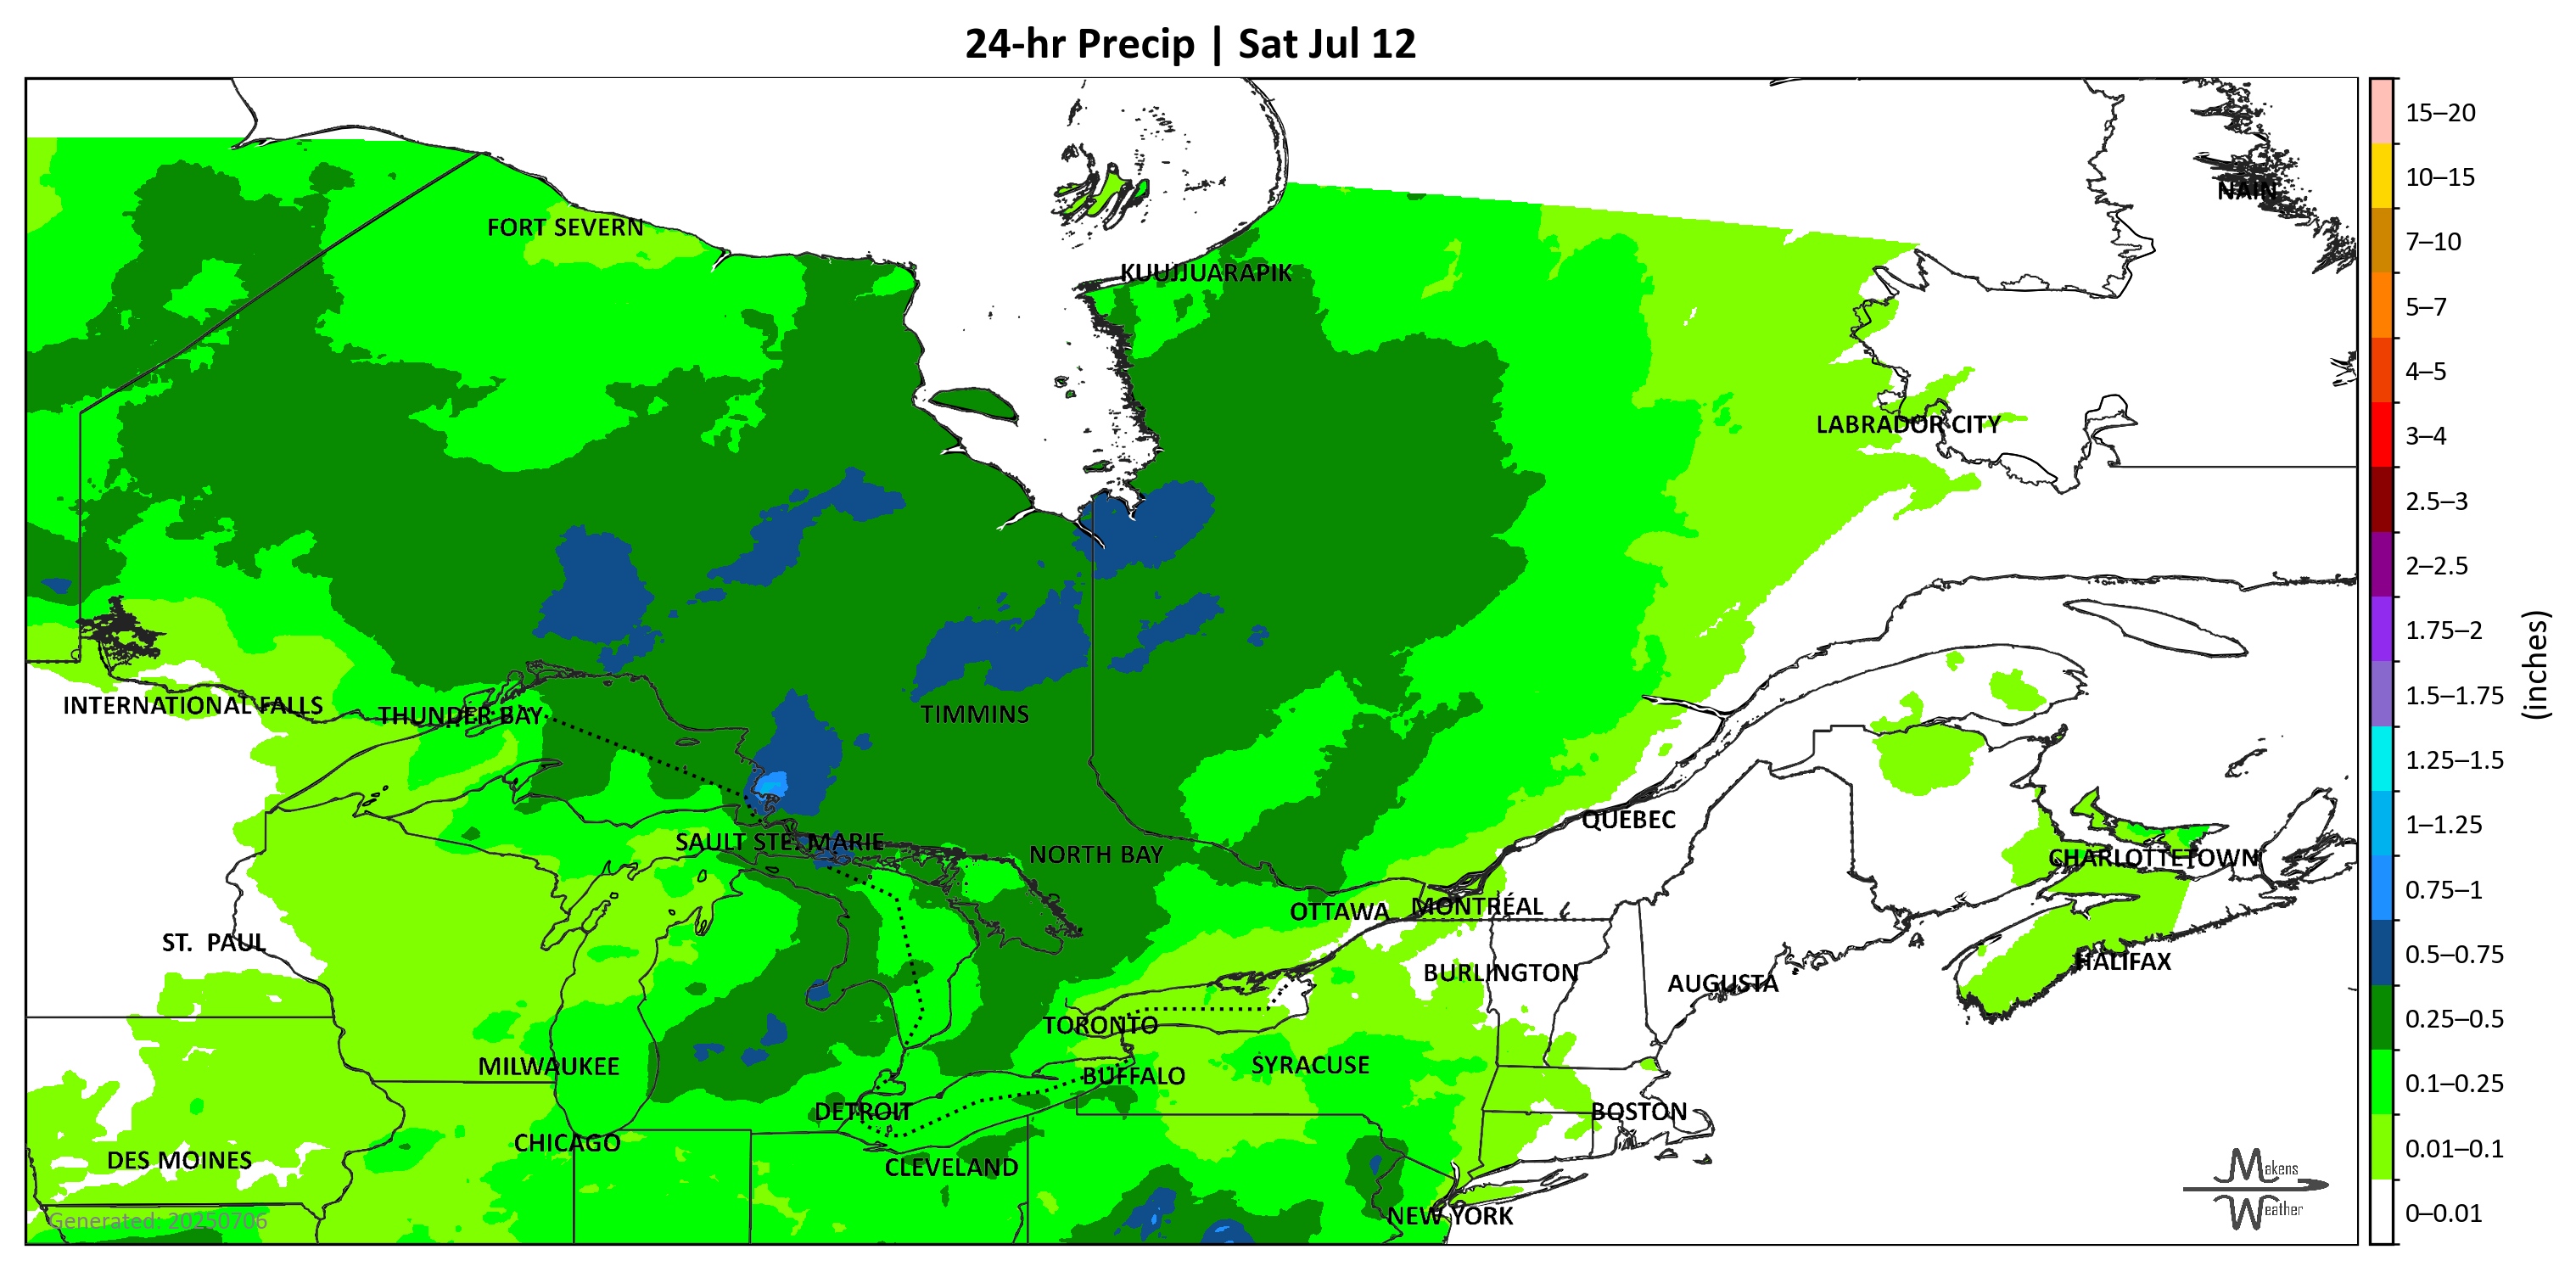 24-hr Precip | Sat Jul 12
NAIN
FORT SEVERN
KUUJJUARAPIK
LABRADOR CITY
INTERNATIONAL FALLS
THUNDER BAY
TIMMINS
QUEBEC
SAULT STE. MARIE
NORTH BAY
CHARLOTTETOWN
OTTAWA
MONTRÉAL
ST. PAUL
HALIFAX
BURLINGTON
AUGUSTA
TORONTO
MILWAUKEE
SYRACUSE
BUFFALO
DETROIT
BOSTON
CHICAGO
DES MOINES
CLEVELAND
NEW YORK
Generated: 20250706
Makens
Weather
15–20
10–15
7–10
5–7
4–5
3–4
2.5–3
2–2.5
1.75–2
1.5–1.75
1.25–1.5
1–1.25
0.75–1
0.5–0.75
0.25–0.5
0.1–0.25
0.01–0.1
0–0.01
(inches)